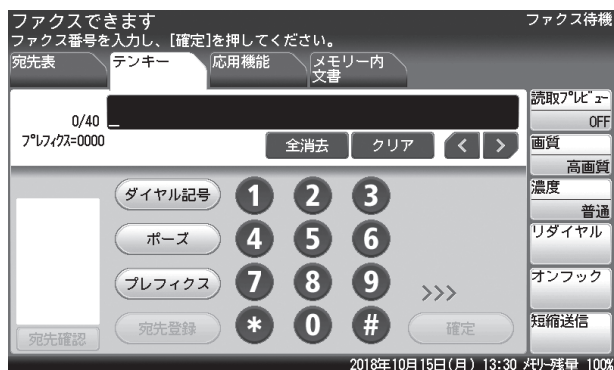 ファクスできます
ファクス待機
ファクス番号を入力し、[確定]を押してください。
宛先表
テンキー
応用機能
メモリー内
文書
0/40
_
ﾌﾟﾚﾌｨｸｽ=0000
全消去
クリア
<
>
読取ﾌﾟﾚﾋﾞｭｰ
OFF
画質
高画質
濃度
普通
リダイヤル
オンフック
短縮送信
ダイヤル記号
1
2
3
ポーズ
4
5
6
プレフィクス
7
8
9
>>>
宛先確認
宛先登録
*
0
#
確定
2018年10月15日(月) 13:30 ﾒﾓﾘｰ残量 100%